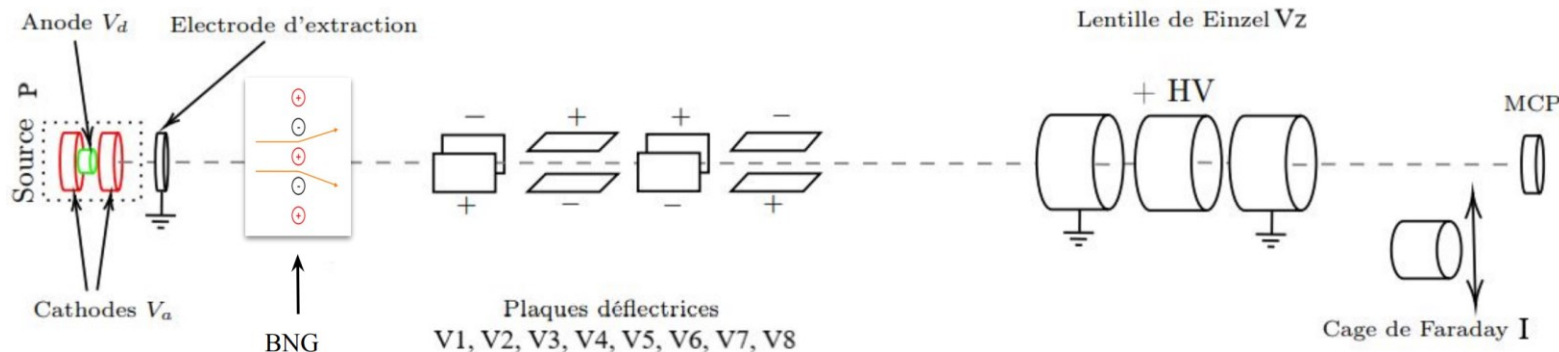 Anode V_d
Electrode d'extraction
Lentille de Einzel Vz
Source P
+ HV
MCP
+
-
+
-
+
- + + -
+ - - +
Cathodes V_a
BNG
Plaques déflectrices
V1, V2, V3, V4, V5, V6, V7, V8
Cage de Faraday I